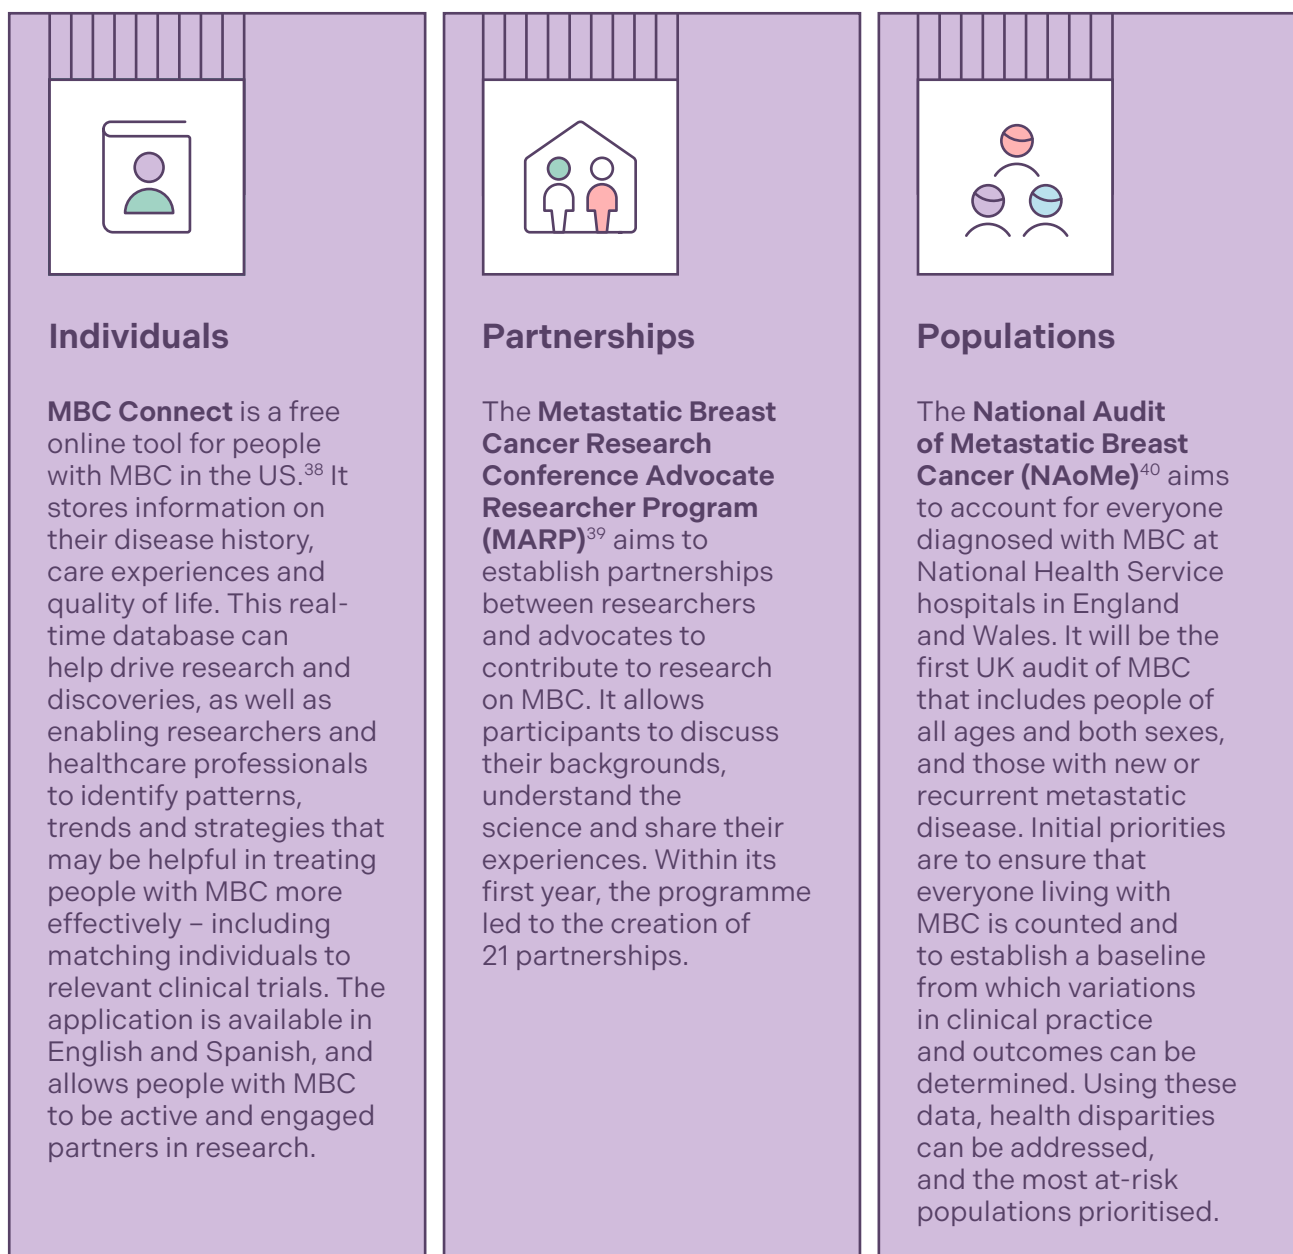 Individuals
MBC Connect is a free
online tool for people
with MBC in the US.38 It
stores information on
their disease history,
care experiences and
quality of life. This real-
time database can
help drive research and
discoveries, as well as
enabling researchers and
healthcare professionals
to identify patterns,
trends and strategies that
may be helpful in treating
people with MBC more
effectively – including
matching individuals to
relevant clinical trials. The
application is available in
English and Spanish, and
allows people with MBC
to be active and engaged
partners in research.
Partnerships
The Metastatic Breast
Cancer Research
Conference Advocate
Researcher Program
(MARP)39 aims to
establish partnerships
between researchers
and advocates to
contribute to research
on MBC. It allows
participants to discuss
their backgrounds,
understand the
science and share their
experiences. Within its
first year, the programme
led to the creation of
21 partnerships.
Populations
The National Audit
of Metastatic Breast
Cancer (NAoMe)40 aims
to account for everyone
diagnosed with MBC at
National Health Service
hospitals in England
and Wales. It will be the
first UK audit of MBC
that includes people of
all ages and both sexes,
and those with new or
recurrent metastatic
disease. Initial priorities
are to ensure that
everyone living with
MBC is counted and
to establish a baseline
from which variations
in clinical practice
and outcomes can be
determined. Using these
data, health disparities
can be addressed,
and the most at-risk
populations prioritised.